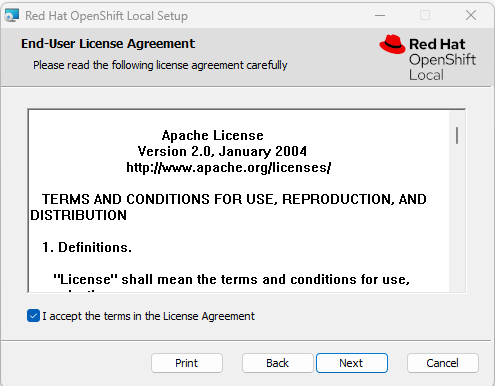 Red Hat OpenShift Local Setup
End-User License Agreement
Please read the following license agreement carefully
Red Hat
OpenShift
Local
Apache License
Version 2.0, January 2004
http://www.apache.org/licenses/
TERMS AND CONDITIONS FOR USE, REPRODUCTION, AND
DISTRIBUTION
1. Definitions.
"License" shall mean the terms and conditions for use,
I accept the terms in the License Agreement
Print
Back
Next
Cancel